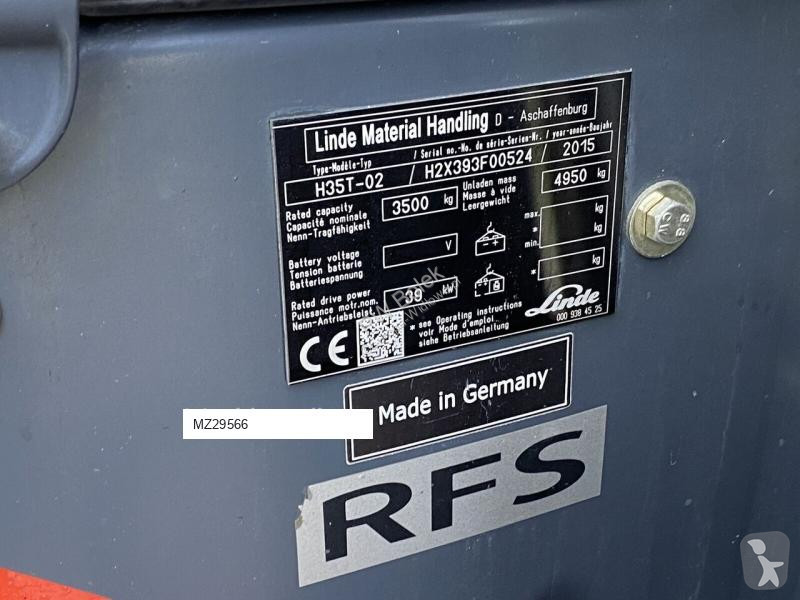 Linde Material Handling D - Aschaffenburg
Type-Modèle-Typ / Serial no.-No. de série-Serien-Nr. / year-année-Baujahr
H35T-02 / H2X393F00524 / 2015
Rated capacity
Capacité nominale
Nenn-Tragfähigkeit
3500 kg
Unladen mass
Masse à vide
Leergewicht
4950 kg
Battery voltage
Tension batterie
Batteriespannung
V
max.
* kg
min.
* kg
Rated drive power
Puissance motr.nom.
Nenn-Antriebsleist.
39 kW
* see Operating instructions
voir Mode d'emploi
siehe Betriebsanleitung
Linde
000 938 45 25
CE
Made in Germany
MZ29566
RFS
8.8
CW